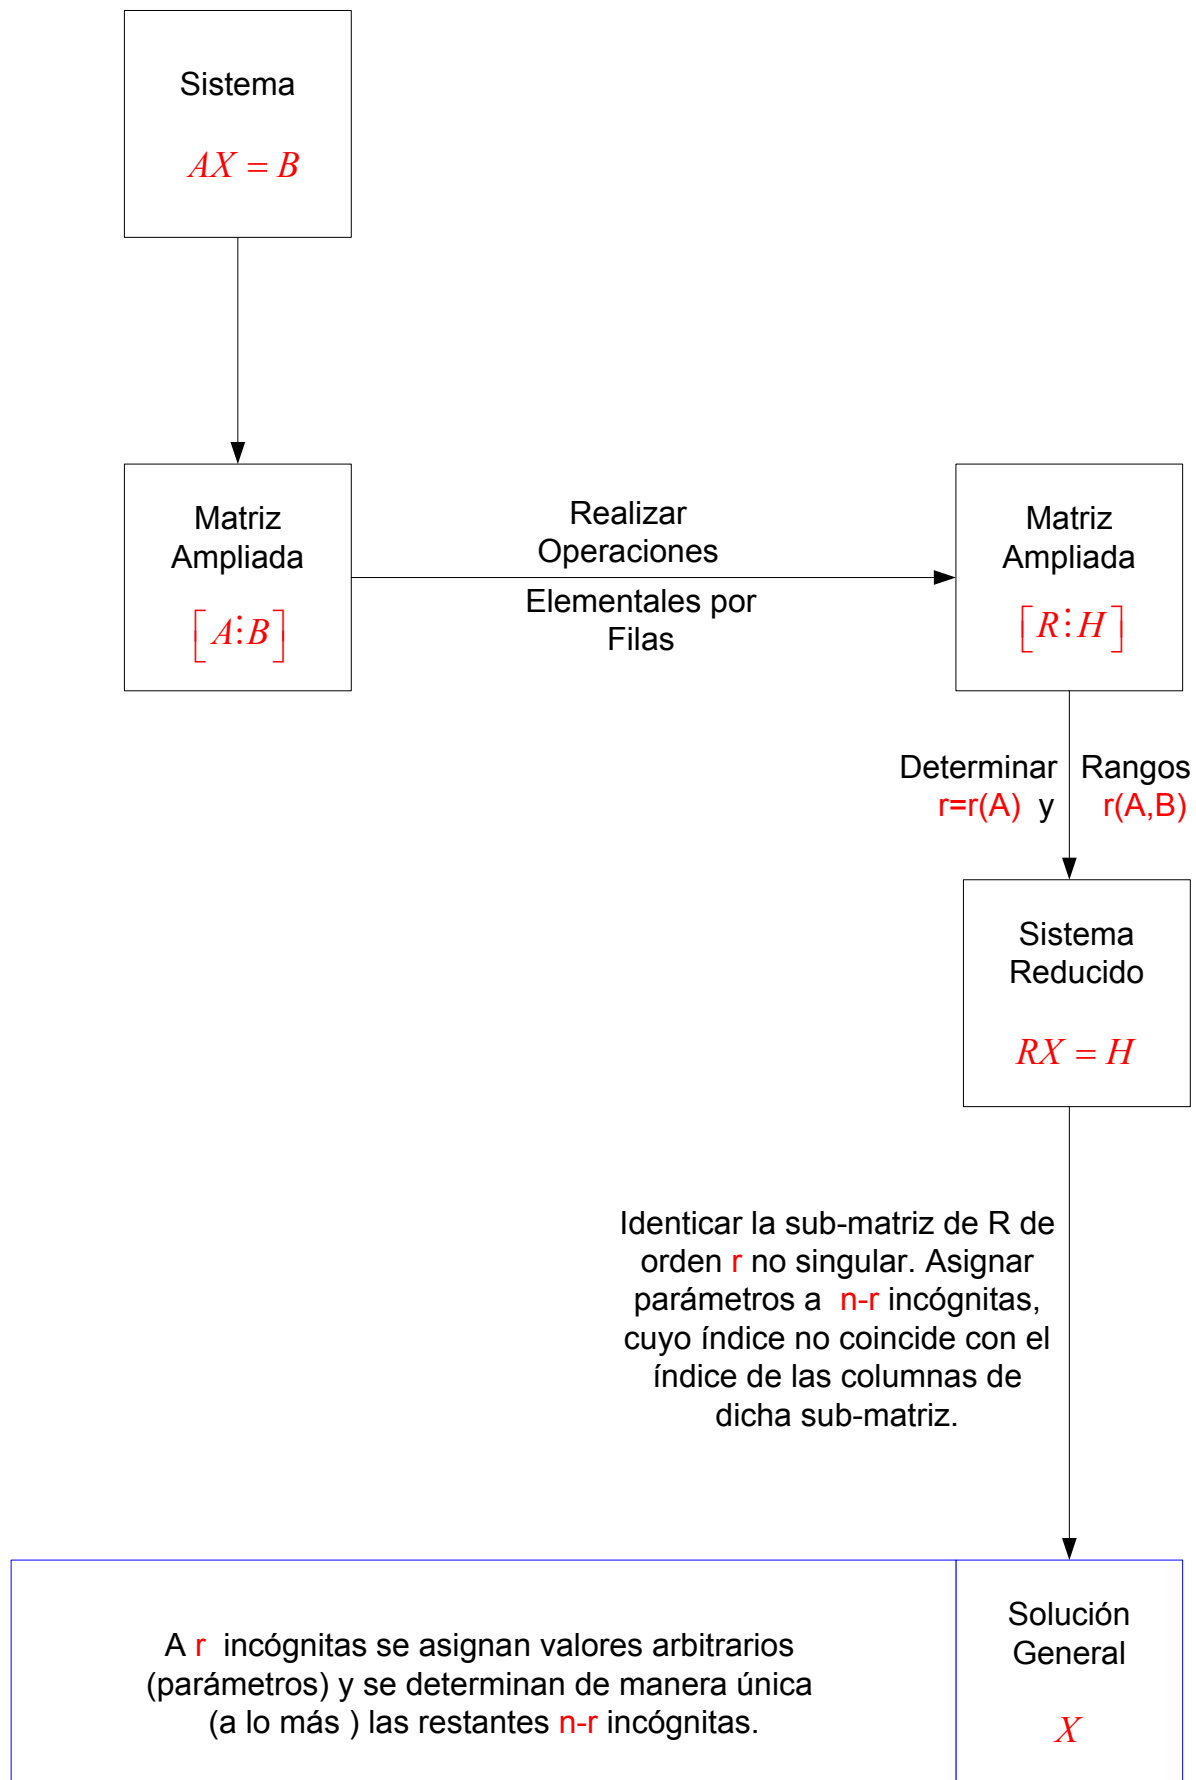 Sistema
AX = B
Matriz
Ampliada
[A⋮B]
Realizar
Operaciones
Elementales por
Filas
Matriz
Ampliada
[R⋮H]
Determinar Rangos
r=r(A) y r(A,B)
Sistema
Reducido
RX = H
Identicar la sub-matriz de R de
orden r no singular. Asignar
parámetros a n-r incógnitas,
cuyo índice no coincide con el
índice de las columnas de
dicha sub-matriz.
A r incógnitas se asignan valores arbitrarios
(parámetros) y se determinan de manera única
(a lo más ) las restantes n-r incógnitas.
Solución
General
X